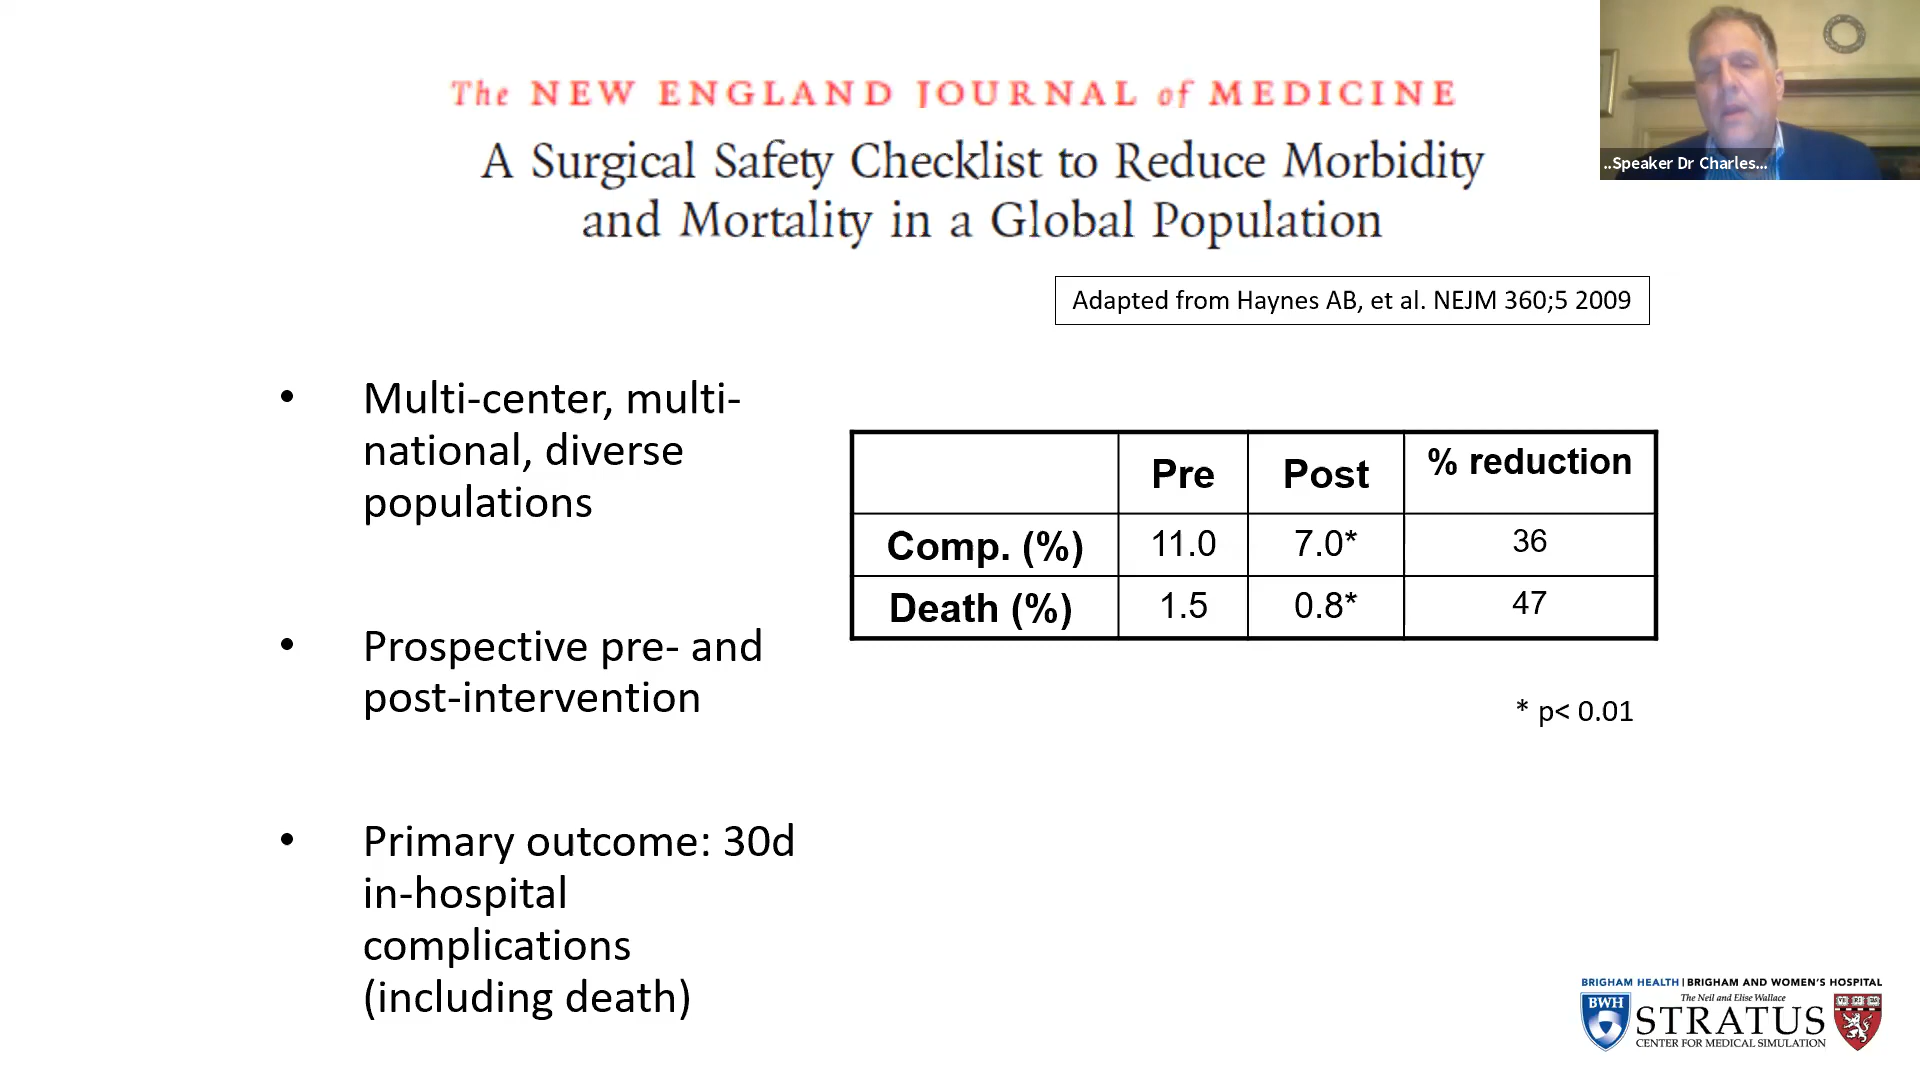 The NEW ENGLAND JOURNAL of MEDICINE
A Surgical Safety Checklist to Reduce Morbidity
and Mortality in a Global Population
..Speaker Dr Charles...
Adapted from Haynes AB, et al. NEJM 360;5 2009
• Multi-center, multi-
national, diverse
populations
• Prospective pre- and
post-intervention
• Primary outcome: 30d
in-hospital
complications
(including death)
Pre Post % reduction
Comp. (%) 11.0 7.0* 36
Death (%) 1.5 0.8* 47
* p< 0.01
BRIGHAM HEALTH | BRIGHAM AND WOMEN'S HOSPITAL
BWH
The Neil and Elise Wallace
STRATUS
CENTER FOR MEDICAL SIMULATION